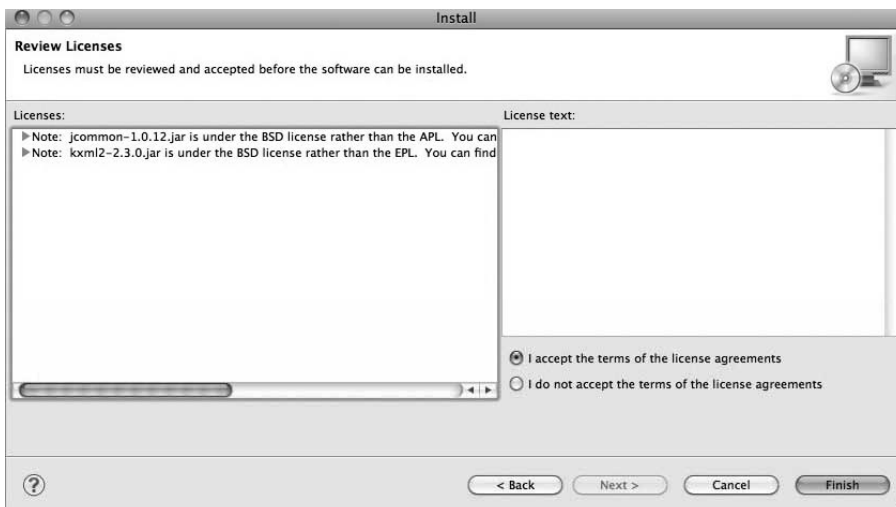 Install
Review Licenses
Licenses must be reviewed and accepted before the software can be installed.
Licenses:
Note: jcommon-1.0.12.jar is under the BSD license rather than the APL. You can
Note: kxml2-2.3.0.jar is under the BSD license rather than the EPL. You can find
License text:
I accept the terms of the license agreements
I do not accept the terms of the license agreements
?
< Back
Next >
Cancel
Finish